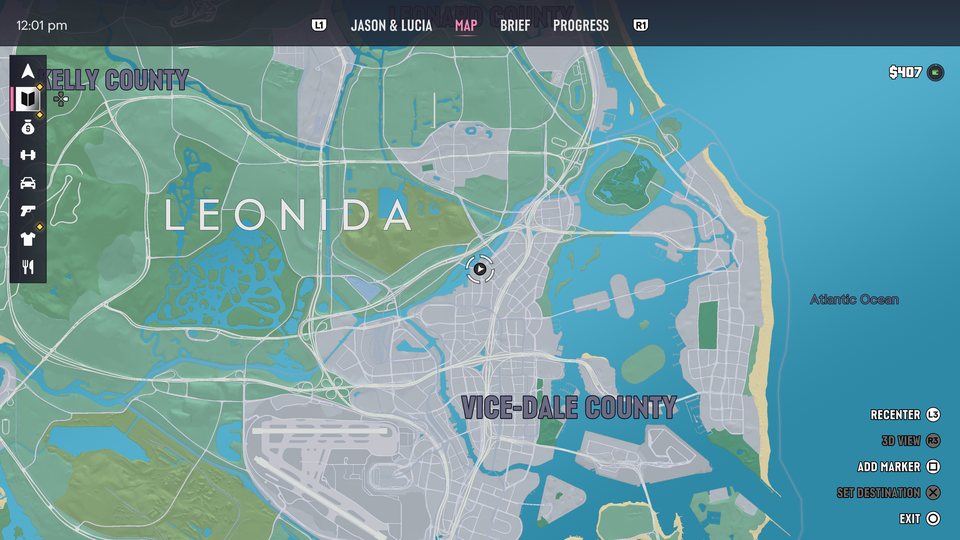 12:01 pm
L1 JASON & LUCIA MAP BRIEF PROGRESS R1
LEONARD COUNTY
$407
KELLY COUNTY
LEONIDA
Atlantic Ocean
VICE-DALE COUNTY
RECENTER L3
3D VIEW R3
ADD MARKER
SET DESTINATION
EXIT